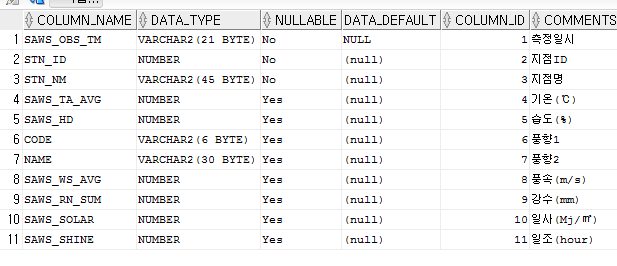 COLUMN_NAME DATA_TYPE NULLABLE DATA_DEFAULT COLUMN_ID COMMENTS
1 SAWS_OBS_TM VARCHAR2(21 BYTE) No NULL 1 측정일시
2 STN_ID NUMBER No (null) 2 지점ID
3 STN_NM VARCHAR2(45 BYTE) No (null) 3 지점명
4 SAWS_TA_AVG NUMBER Yes (null) 4 기온(℃)
5 SAWS_HD NUMBER Yes (null) 5 습도(%)
6 CODE VARCHAR2(6 BYTE) Yes (null) 6 풍향1
7 NAME VARCHAR2(30 BYTE) Yes (null) 7 풍향2
8 SAWS_WS_AVG NUMBER Yes (null) 8 풍속(m/s)
9 SAWS_RN_SUM NUMBER Yes (null) 9 강수(mm)
10 SAWS_SOLAR NUMBER Yes (null) 10 일사(Mj/㎡)
11 SAWS_SHINE NUMBER Yes (null) 11 일조(hour)